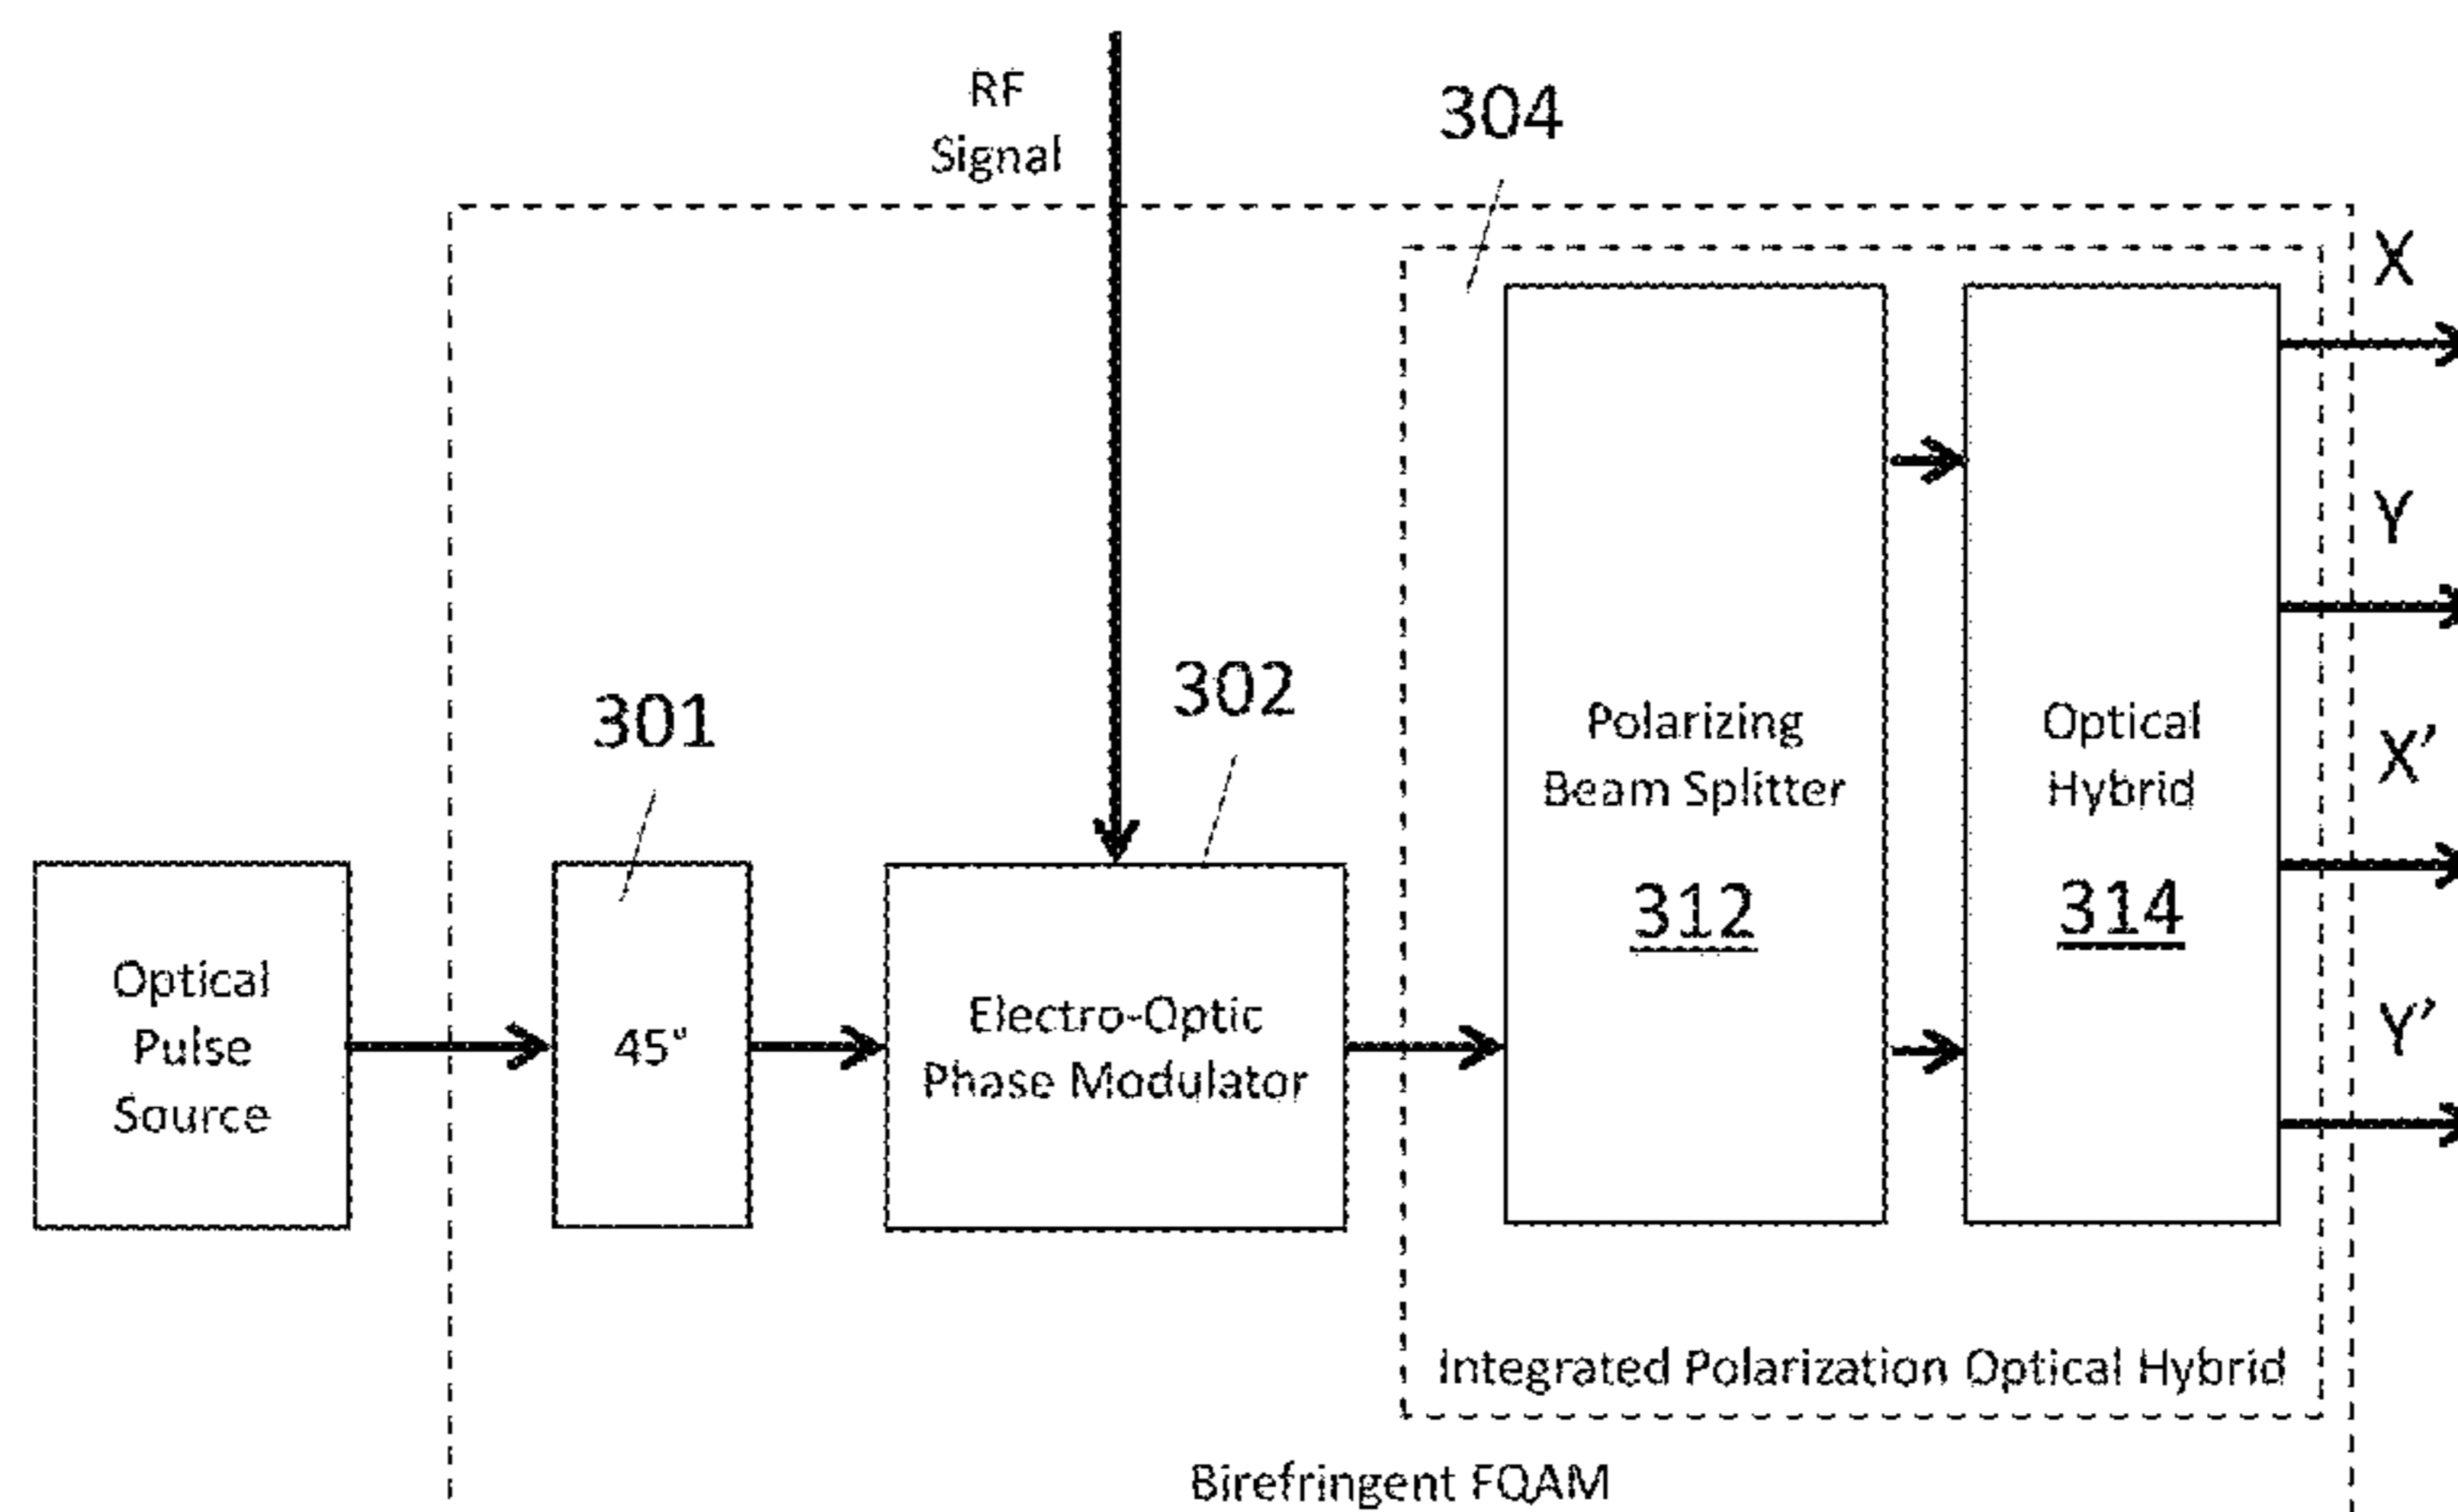 RF
Signal
304
X
Y
X’
Y’
301
302
Optical
Pulse
Source
45°
Electro-Optic
Phase Modulator
Polarizing
Beam Splitter
312
Optical
Hybrid
314
Integrated Polarization Optical Hybrid
Birefringent FQAM